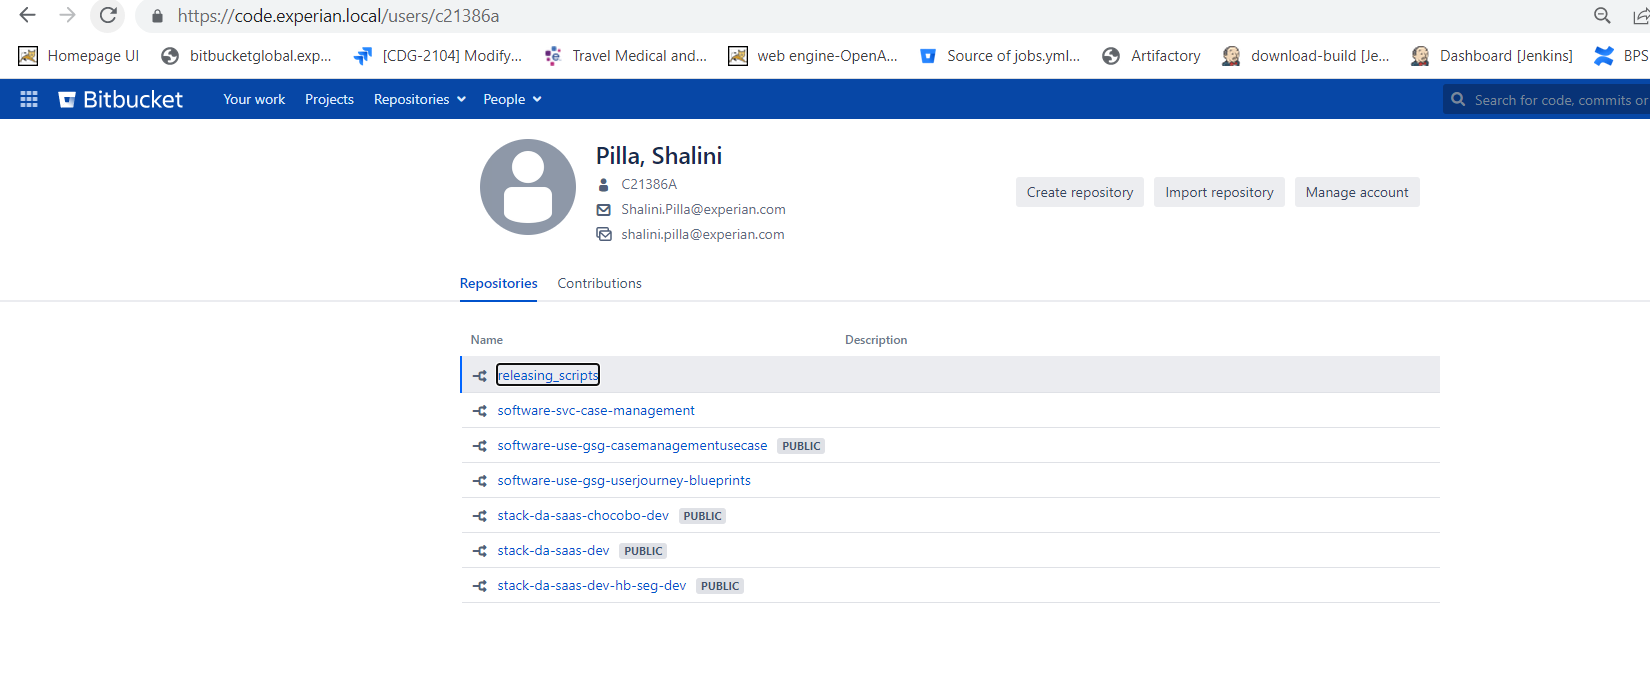 https://code.experian.local/users/c21386a
Homepage UI bitbucketglobal.exp... [CDG-2104] Modify... Travel Medical and... web engine-OpenA... Source of jobs.yml... Artifactory download-build [Je... Dashboard [Jenkins] BPS
Bitbucket Your work Projects Repositories People Search for code, commits or
Pilla, Shalini
C21386A
Shalini.Pilla@experian.com
shalini.pilla@experian.com
Create repository Import repository Manage account
Repositories Contributions
Name Description
releasing_scripts
software-svc-case-management
software-use-gsg-casemanagementusecase PUBLIC
software-use-gsg-userjourney-blueprints
stack-da-saas-chocobo-dev PUBLIC
stack-da-saas-dev PUBLIC
stack-da-saas-dev-hb-seg-dev PUBLIC